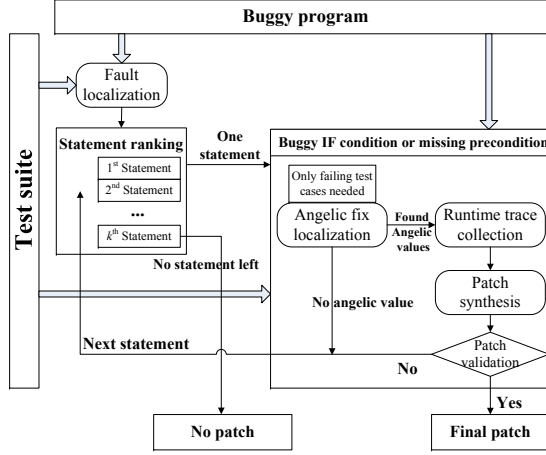 Buggy program
Test suite
Fault
localization
Statement ranking
1st Statement
2nd Statement
...
kth Statement
One
statement
Buggy IF condition or missing precondition
Only failing test
cases needed
Angelic fix
localization
Found
Angelic
values
Runtime trace
collection
No statement left
No angelic value
Patch
synthesis
Next statement
Patch
validation
No
Yes
No patch
Final patch